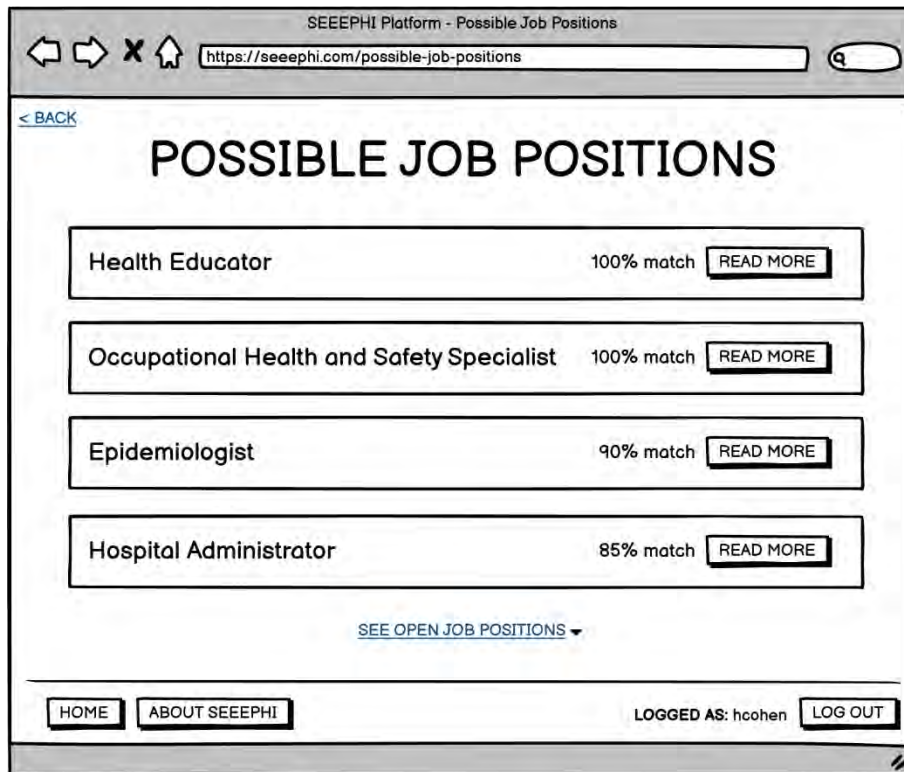 SEEEPHI Platform - Possible Job Positions
https://seeephi.com/possible-job-positions
< BACK
POSSIBLE JOB POSITIONS
Health Educator 100% match READ MORE
Occupational Health and Safety Specialist 100% match READ MORE
Epidemiologist 90% match READ MORE
Hospital Administrator 85% match READ MORE
SEE OPEN JOB POSITIONS
HOME ABOUT SEEEPHI LOGGED AS: hcohen LOG OUT